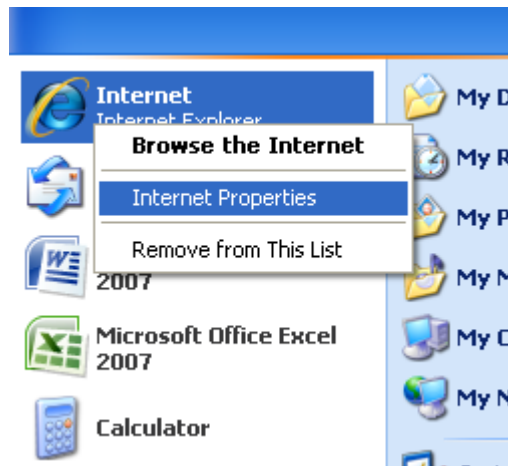 Internet
Internet Explorer
Browse the Internet
Internet Properties
Remove from This List
2007
Microsoft Office Excel
2007
Calculator
My
My
My
My
My
My